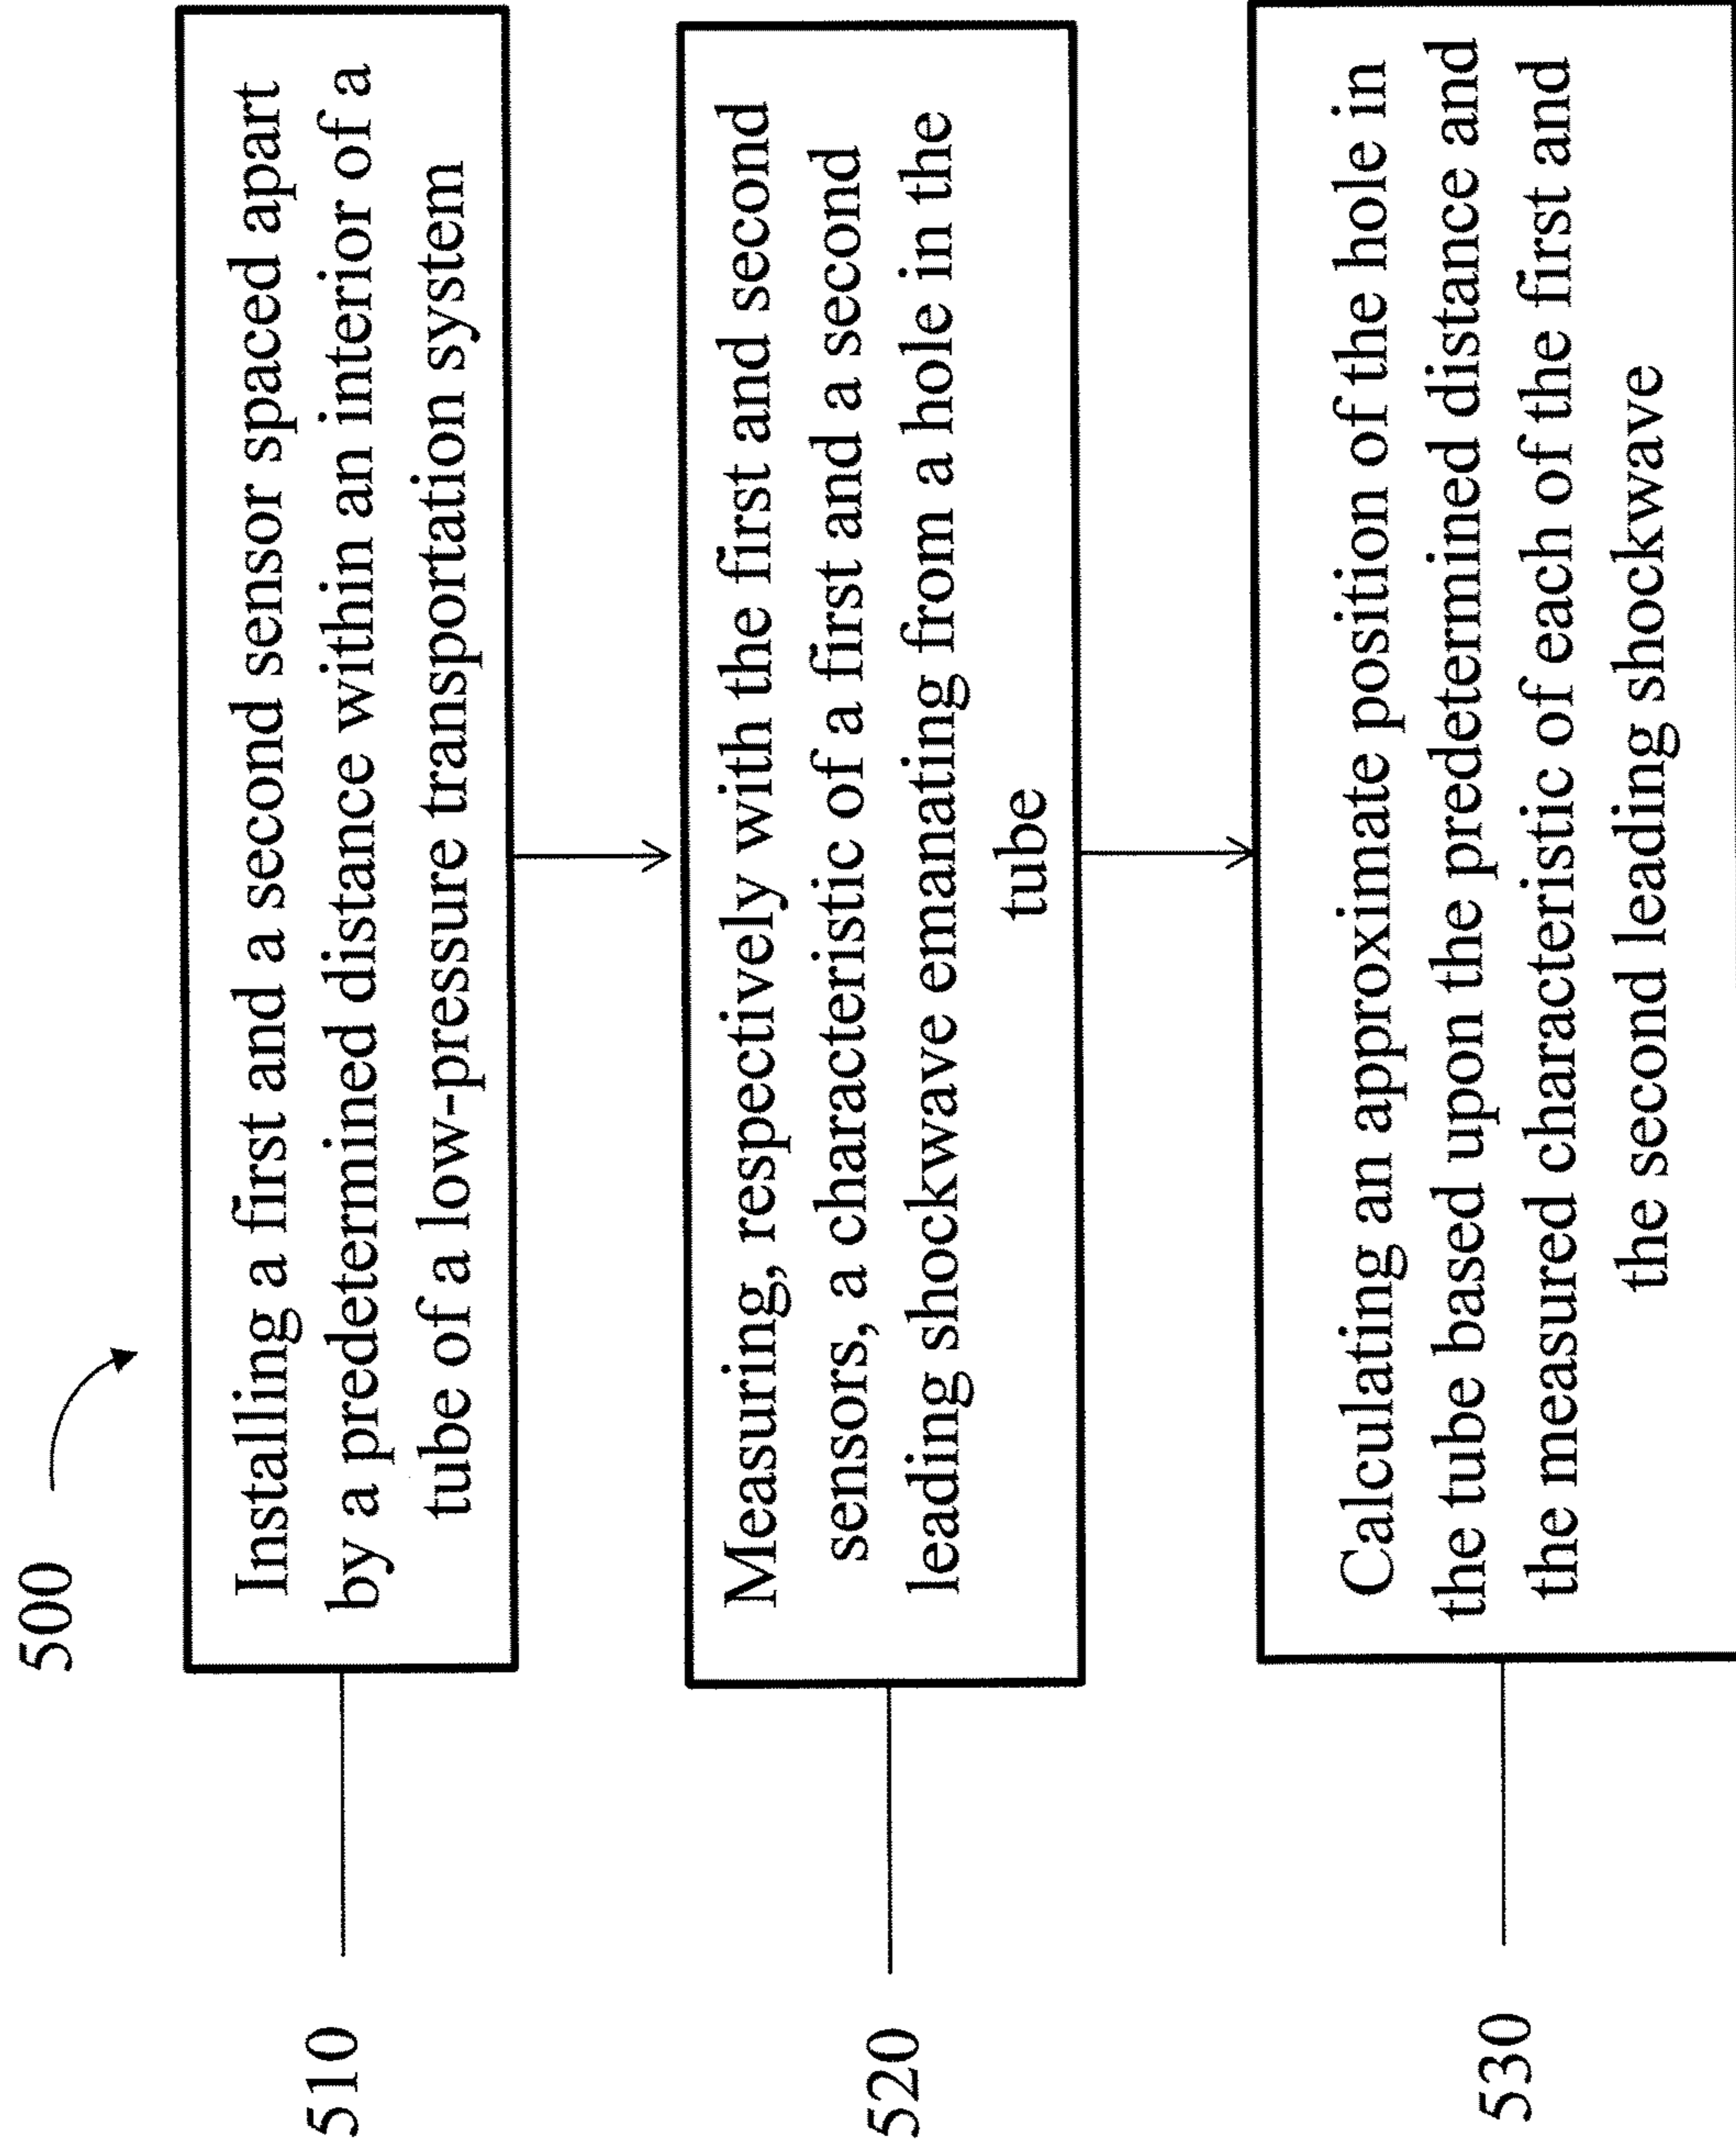 500
510
Installing a first and a second sensor spaced apart
by a predetermined distance within an interior of a
tube of a low-pressure transportation system
520
Measuring, respectively with the first and second
sensors, a characteristic of a first and a second
leading shockwave emanating from a hole in the
tube
530
Calculating an approximate position of the hole in
the tube based upon the predetermined distance and
the measured characteristic of each of the first and
the second leading shockwave